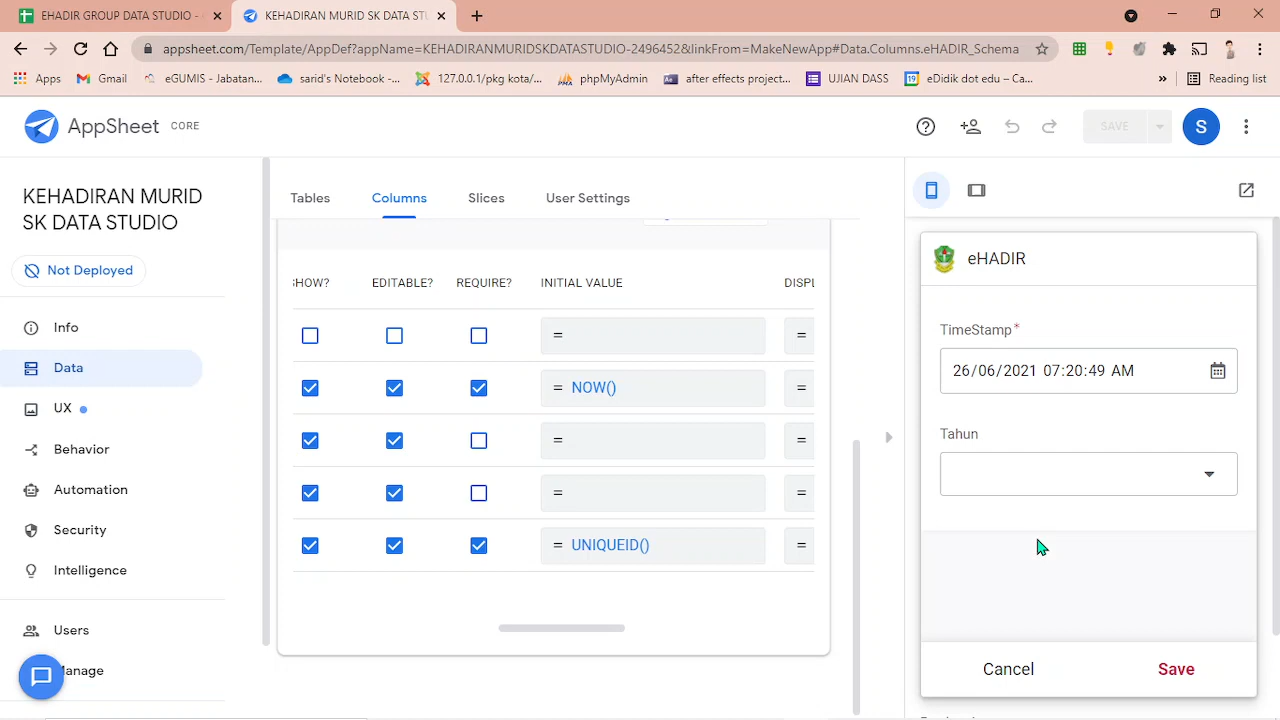 EHADIR GROUP DATA STUDIO -
KEHADIRAN MURID SK DATA STU
appsheet.com/Template/AppDef?appName=KEHADIRANMURIDSKDATASTUDIO-2496452&linkFrom=MakeNewApp#Data.Columns.eHADIR_Schema
Apps
Gmail
eGUMIS - Jabatan...
sarid's Notebook -...
127.0.0.1/pkg kota/...
phpMyAdmin
after effects project...
UJIAN DASS
eDidik dot edu – Ca...
»
Reading list
AppSheet CORE
SAVE
S
KEHADIRAN MURID
SK DATA STUDIO
Not Deployed
Info
Data
UX
Behavior
Automation
Security
Intelligence
Users
Manage
Tables
Columns
Slices
User Settings
SHOW?
EDITABLE?
REQUIRE?
INITIAL VALUE
DISPL
=
=
= NOW()
=
=
=
=
=
= UNIQUEID()
=
eHADIR
TimeStamp*
26/06/2021 07:20:49 AM
Tahun
Cancel
Save